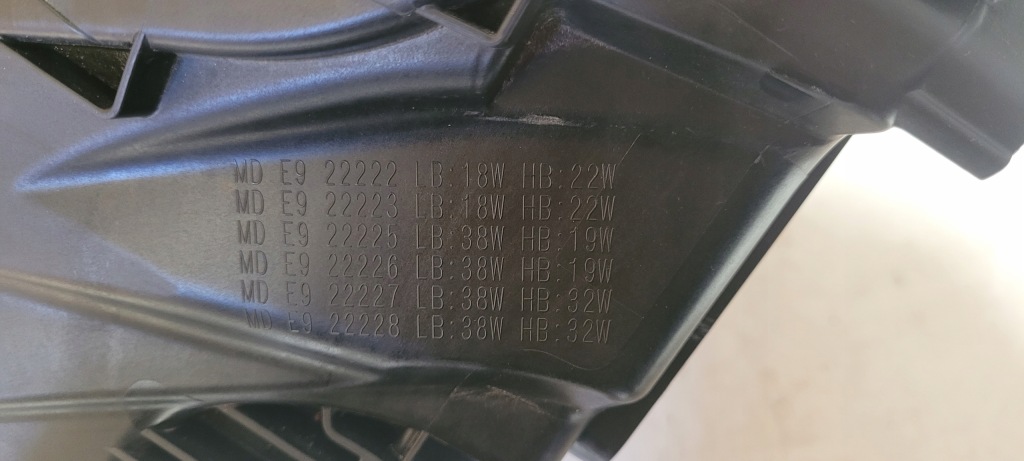 MD E9 22222 LB:18W HB:22W
MD E9 22223 LB:18W HB:22W
MD E9 22225 LB:38W HB:19W
MD E9 22226 LB:38W HB:19W
MD E9 22227 LB:38W HB:32W
MD E9 22228 LB:38W HB:32W